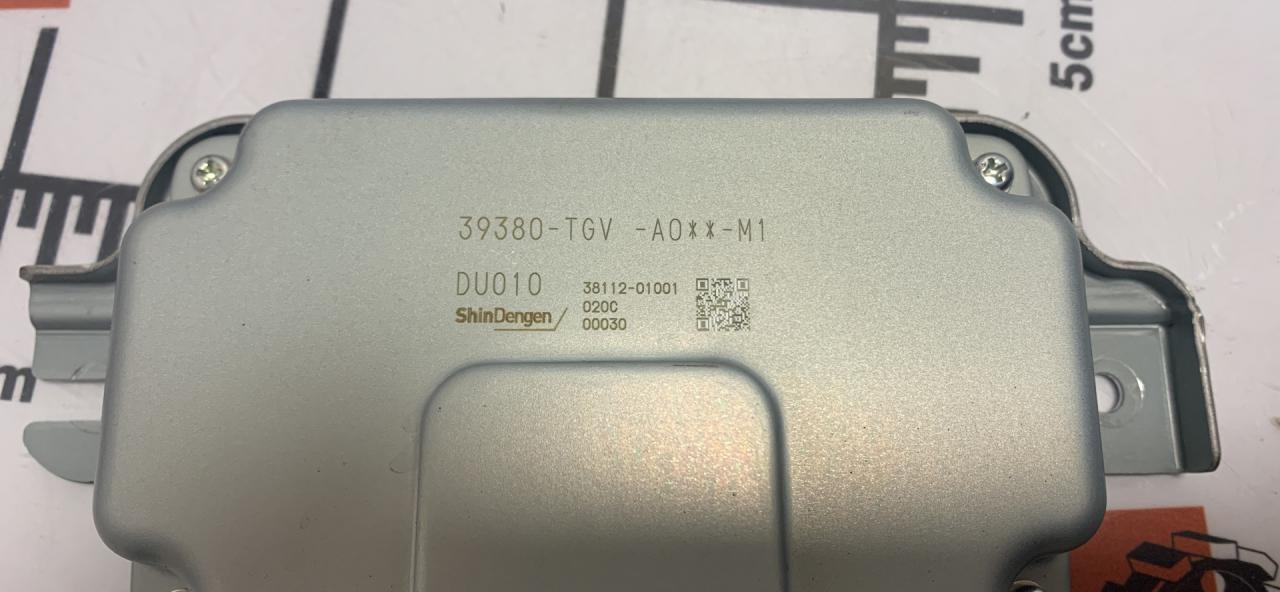 5cm
39380-TGV -A0**-M1
DU010
38112-01001
ShinDengen
020C
00030
m